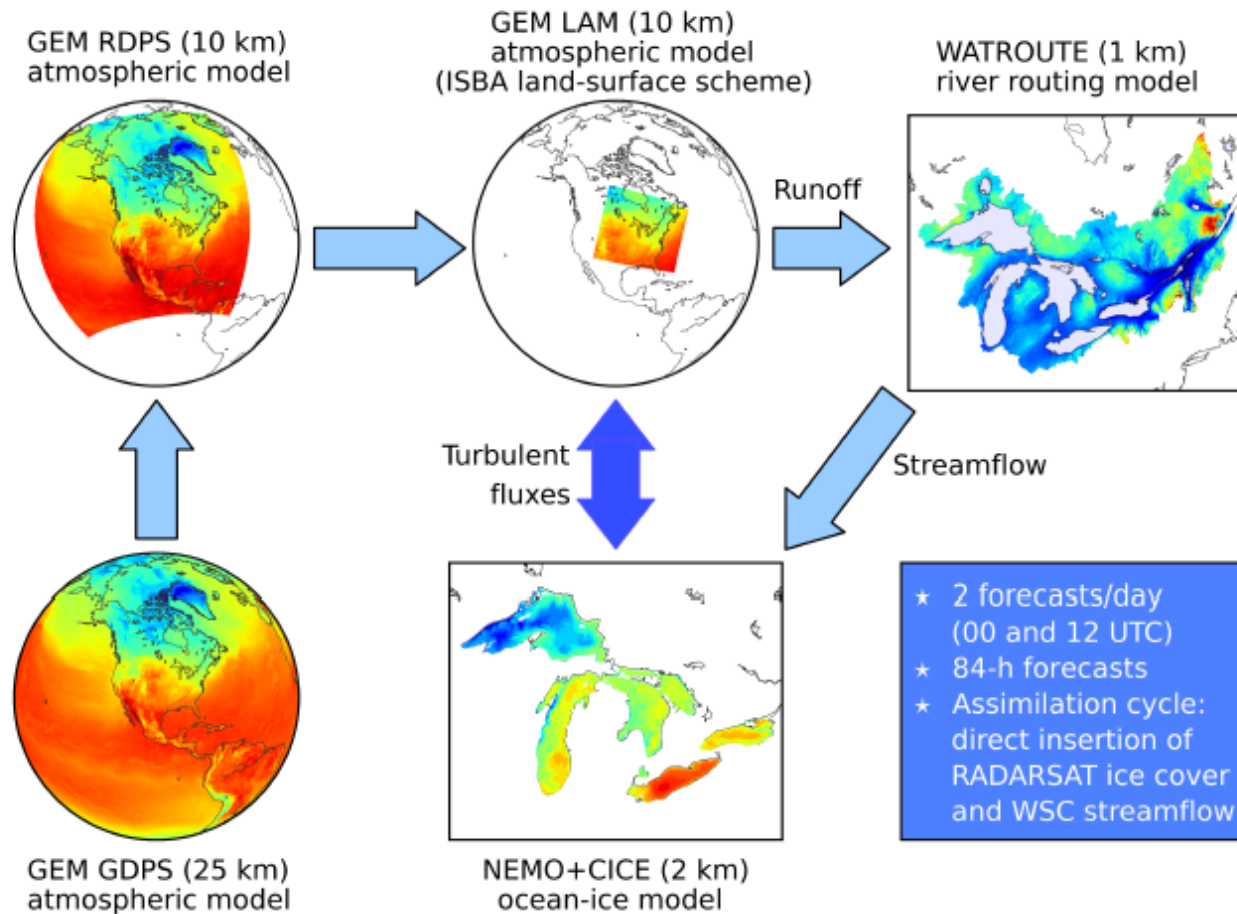 GEM RDPS (10 km)
atmospheric model
GEM LAM (10 km)
atmospheric model
(ISBA land-surface scheme)
WATROUTE (1 km)
river routing model
Runoff
Turbulent
fluxes
Streamflow
★ 2 forecasts/day
(00 and 12 UTC)
★ 84-h forecasts
★ Assimilation cycle:
direct insertion of
RADARSAT ice cover
and WSC streamflow
GEM GDPS (25 km)
atmospheric model
NEMO+CICE (2 km)
ocean-ice model